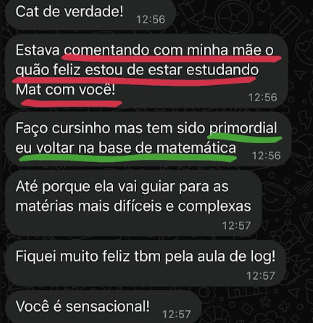 Cat de verdade!
12:56
Estava comentando com minha mãe o
quão feliz estou de estar estudando
Mat com você!
12:56
Faço cursinho mas tem sido primordial
eu voltar na base de matemática
12:56
Até porque ela vai guiar para as
matérias mais difíceis e complexas
12:57
Fiquei muito feliz tbm pela aula de log!
12:57
Você é sensacional!
12:57